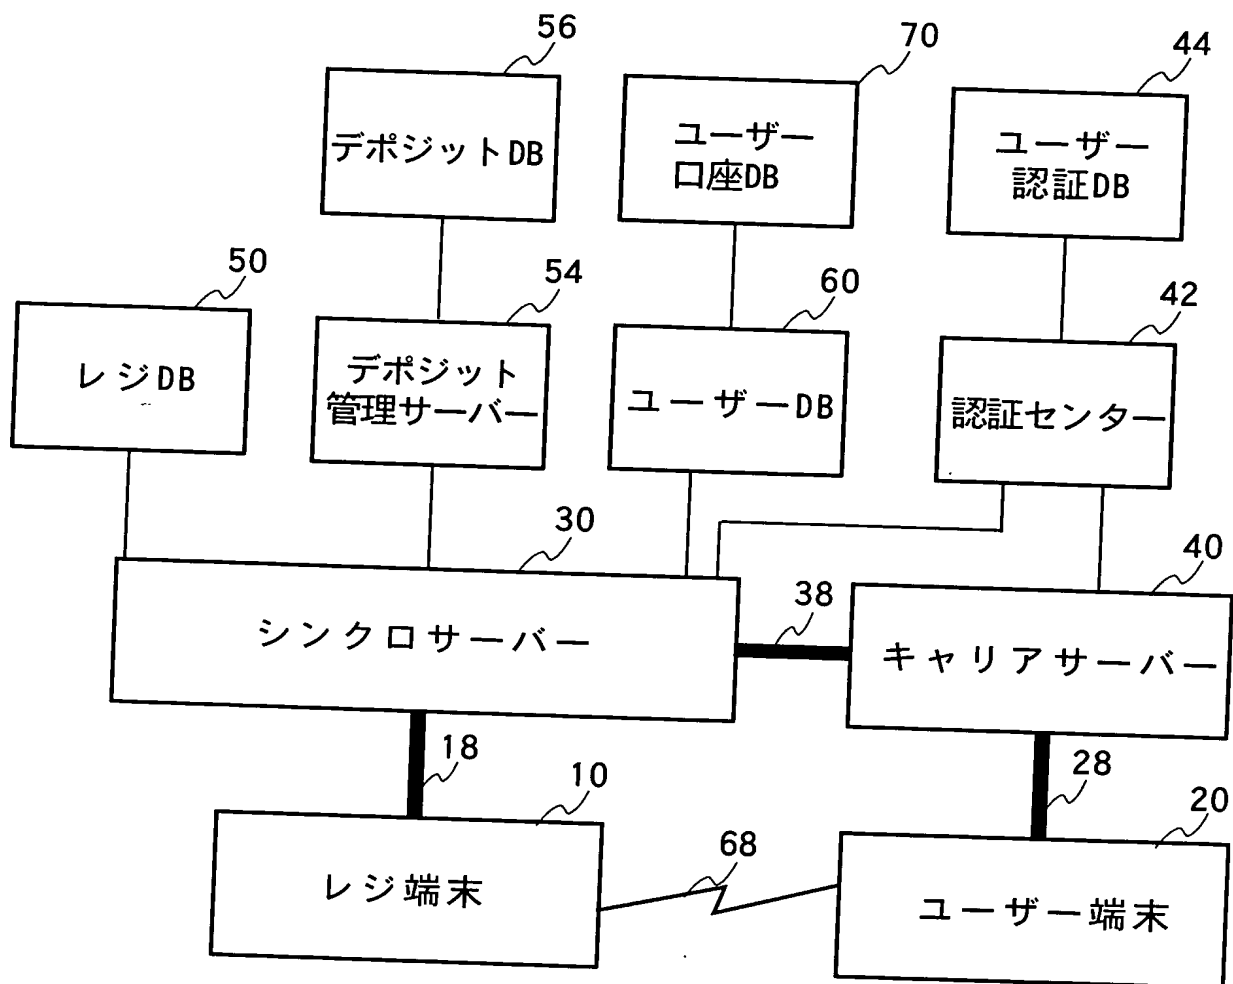 56
70
44
デポジットDB
ユーザー
口座DB
ユーザー
認証DB
50
54
60
42
レジDB
デポジット
管理サーバー
ユーザーDB
認証センター
30
40
38
シンクロサーバー
キャリアサーバー
18
28
10
20
68
レジ端末
ユーザー端末